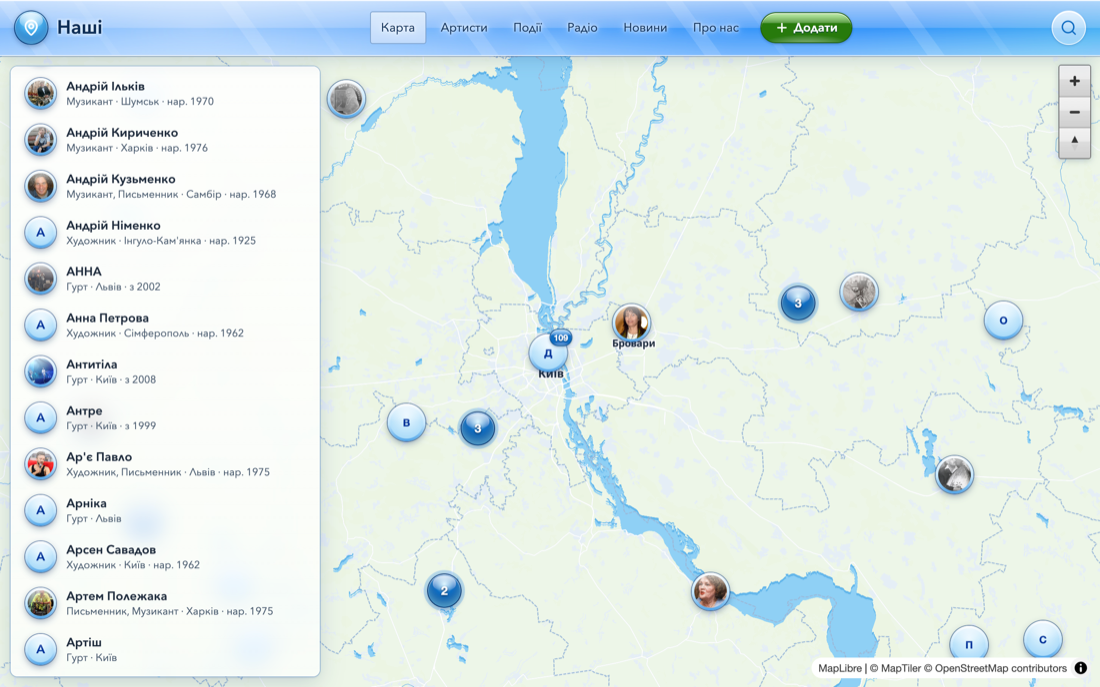 Наші
Карта
Артисти
Події
Радіо
Новини
Про нас
+ Додати
Андрій Ільків
Музикант · Шумськ · нар. 1970
Андрій Кириченко
Музикант · Харків · нар. 1976
Андрій Кузьменко
Музикант, Письменник · Самбір · нар. 1968
А
Андрій Німенко
Художник · Інгуло-Кам'янка · нар. 1925
АННА
Гурт · Львів · з 2002
А
Анна Петрова
Художник · Сімферополь · нар. 1962
Антитіла
Гурт · Київ · з 2008
А
Антре
Гурт · Київ · з 1999
Ар'є Павло
Художник, Письменник · Львів · нар. 1975
А
Арніка
Гурт · Львів
А
Арсен Савадов
Художник · Київ · нар. 1962
Артем Полежака
Письменник, Музикант · Харків · нар. 1975
А
Артіш
Гурт · Київ
+
−
3
О
Бровари
109
Д
Київ
В
3
2
П
С
MapLibre | © MapTiler © OpenStreetMap contributors